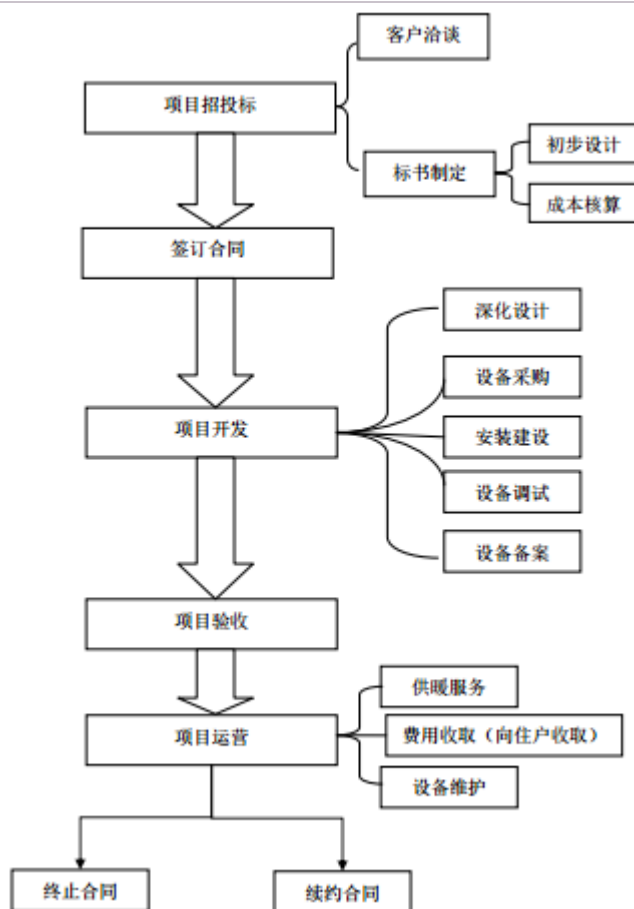 客户洽谈
项目招投标
初步设计
标书制定
成本核算
签订合同
深化设计
设备采购
项目开发
安装建设
设备调试
设备备案
项目验收
供暖服务
项目运营
费用收取（向住户收取）
设备维护
终止合同
续约合同